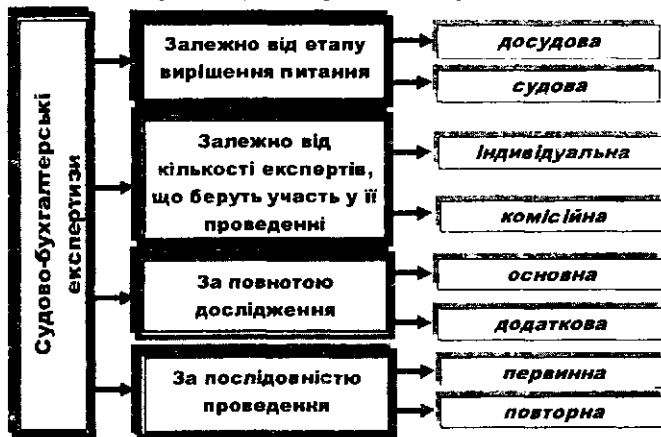 Судово-бухгалтерські
експертизи
Залежно від етапу
вирішення питання
досудова
судова
Залежно від
кількості експертів,
що беруть участь у її
проведенні
індивідуальна
комісійна
За повнотою
дослідження
основна
додаткова
За послідовністю
проведення
первинна
повторна